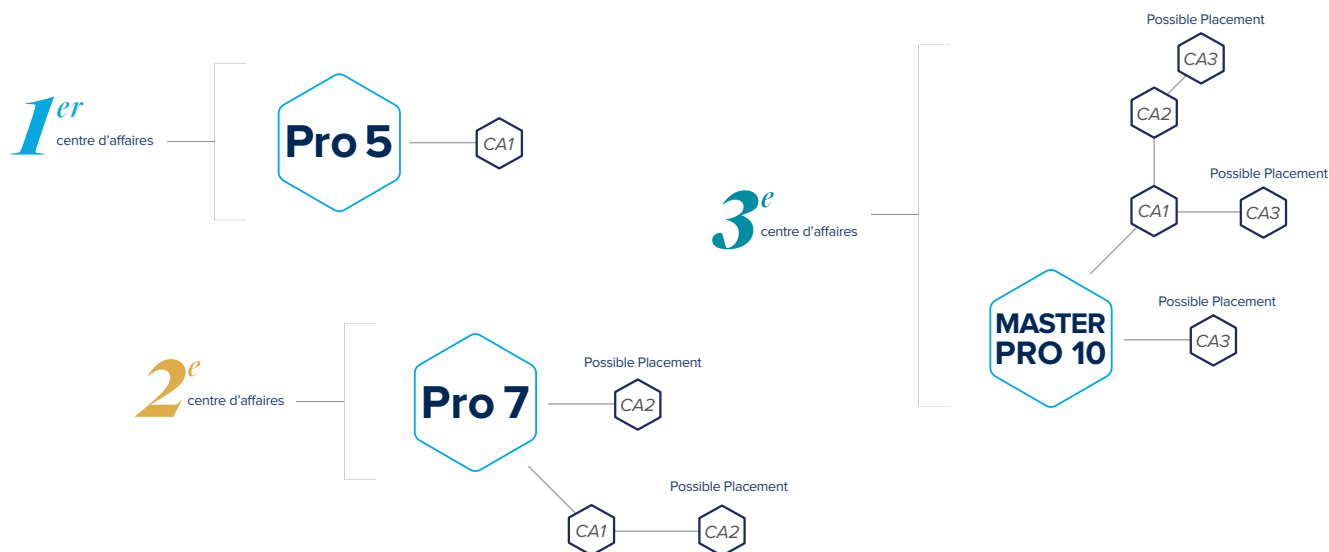 1er
centre d'affaires
Pro 5
CA1
2e
centre d'affaires
Pro 7
Possible Placement
CA2
CA1
Possible Placement
CA2
3e
centre d'affaires
MASTER
PRO 10
Possible Placement
CA3
CA2
CA1
Possible Placement
CA3
Possible Placement
CA3